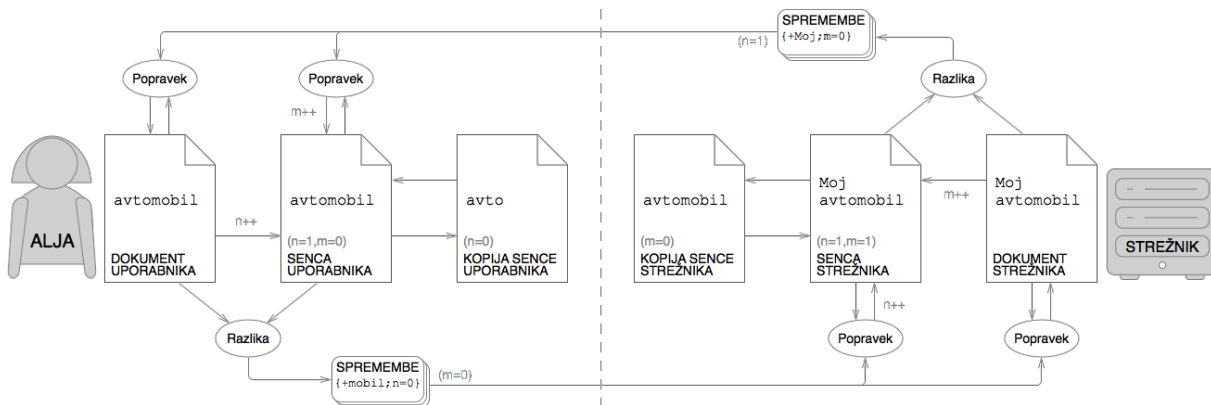 SPREMEMBE
{+Moj;m=0}
(n=1)
Popravek
Popravek
Razlika
m++
avtomobil
avtomobil
avto
avtomobil
Moj
avtomobil
Moj
avtomobil
m++
n++
ALJA
(n=1,m=0)
(n=0)
(m=0)
(n=1,m=1)
STREŽNIK
DOKUMENT
UPORABNIKA
SENCA
UPORABNIKA
KOPIJA SENCE
UPORABNIKA
KOPIJA SENCE
STREŽNIKA
SENCA
STREŽNIKA
DOKUMENT
STREŽNIKA
n++
Razlika
Popravek
Popravek
SPREMEMBE
{+mobil;n=0}
(m=0)